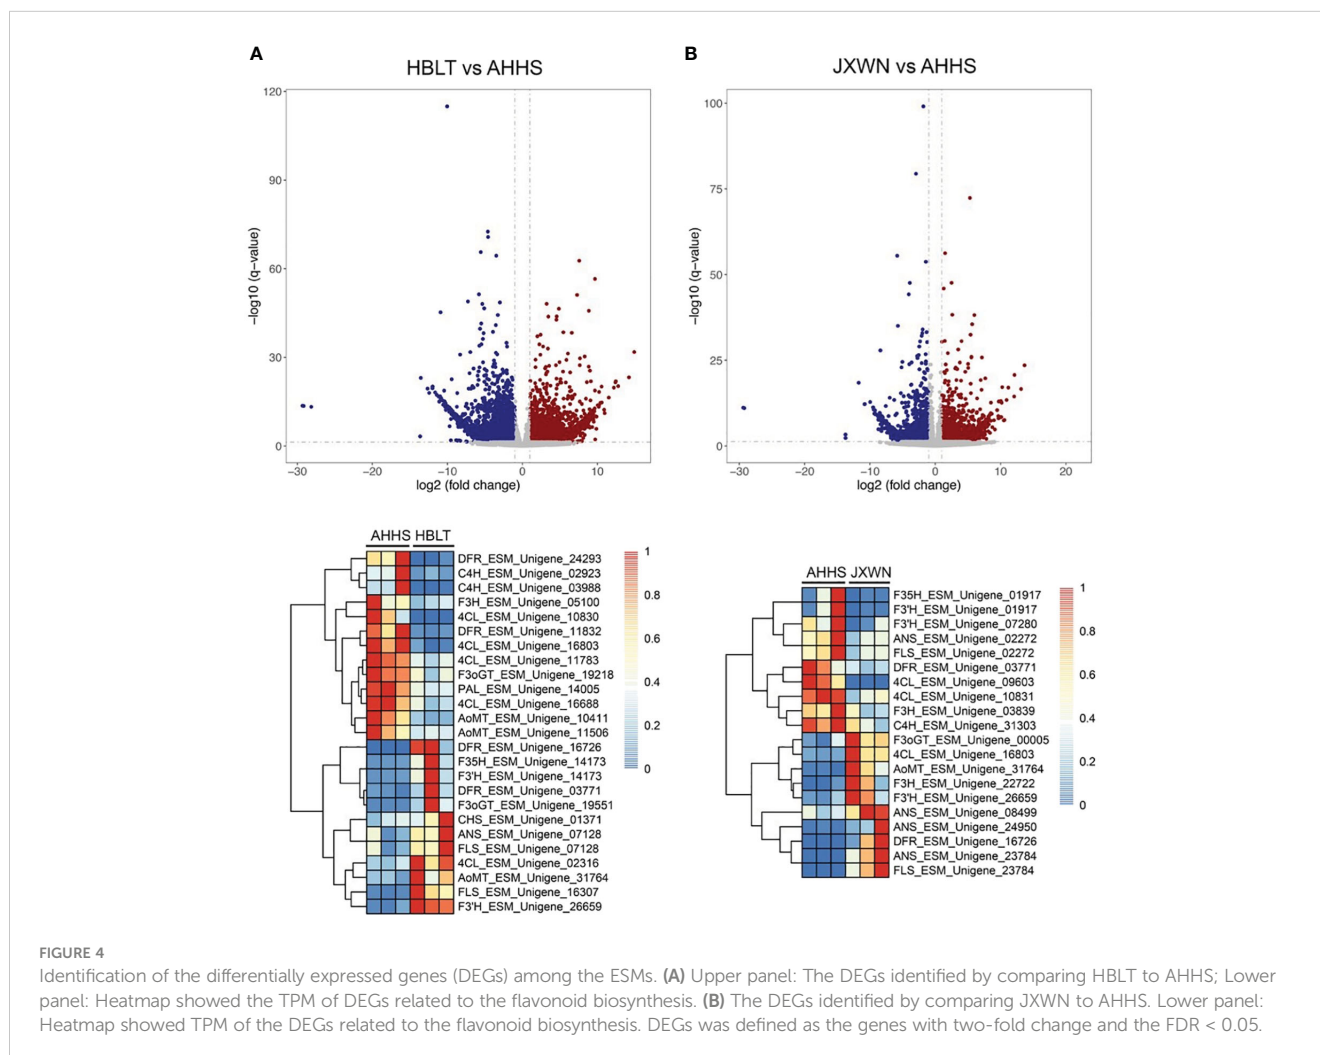 A
HBLT vs AHHS
120
90
60
30
0
−log10 (q−value)
−30
−20
−10
0
10
log2 (fold change)
B
JXWN vs AHHS
100
75
50
25
0
−log10 (q−value)
−30
−20
−10
0
10
20
log2 (fold change)
AHHS HBLT
DFR_ESM_Unigene_24293
C4H_ESM_Unigene_02923
C4H_ESM_Unigene_03988
F3H_ESM_Unigene_05100
4CL_ESM_Unigene_10830
DFR_ESM_Unigene_11832
4CL_ESM_Unigene_16803
4CL_ESM_Unigene_11783
F3oGT_ESM_Unigene_19218
PAL_ESM_Unigene_14005
4CL_ESM_Unigene_16688
AoMT_ESM_Unigene_10411
AoMT_ESM_Unigene_11506
DFR_ESM_Unigene_16726
F35H_ESM_Unigene_14173
F3'H_ESM_Unigene_14173
DFR_ESM_Unigene_03771
F3oGT_ESM_Unigene_19551
CHS_ESM_Unigene_01371
ANS_ESM_Unigene_07128
FLS_ESM_Unigene_07128
4CL_ESM_Unigene_02316
AoMT_ESM_Unigene_31764
FLS_ESM_Unigene_16307
F3'H_ESM_Unigene_26659
1
0.8
0.6
0.4
0.2
0
AHHS JXWN
F35H_ESM_Unigene_01917
F3'H_ESM_Unigene_01917
F3'H_ESM_Unigene_07280
ANS_ESM_Unigene_02272
FLS_ESM_Unigene_02272
DFR_ESM_Unigene_03771
4CL_ESM_Unigene_09603
4CL_ESM_Unigene_10831
F3H_ESM_Unigene_03839
C4H_ESM_Unigene_31303
F3oGT_ESM_Unigene_00005
4CL_ESM_Unigene_16803
AoMT_ESM_Unigene_31764
F3H_ESM_Unigene_22722
F3'H_ESM_Unigene_26659
ANS_ESM_Unigene_08499
ANS_ESM_Unigene_24950
DFR_ESM_Unigene_16726
ANS_ESM_Unigene_23784
FLS_ESM_Unigene_23784
1
0.8
0.6
0.4
0.2
0
FIGURE 4
Identification of the differentially expressed genes (DEGs) among the ESMs. (A) Upper panel: The DEGs identified by comparing HBLT to AHHS; Lower
panel: Heatmap showed the TPM of DEGs related to the flavonoid biosynthesis. (B) The DEGs identified by comparing JXWN to AHHS. Lower panel:
Heatmap showed TPM of the DEGs related to the flavonoid biosynthesis. DEGs was defined as the genes with two-fold change and the FDR < 0.05.